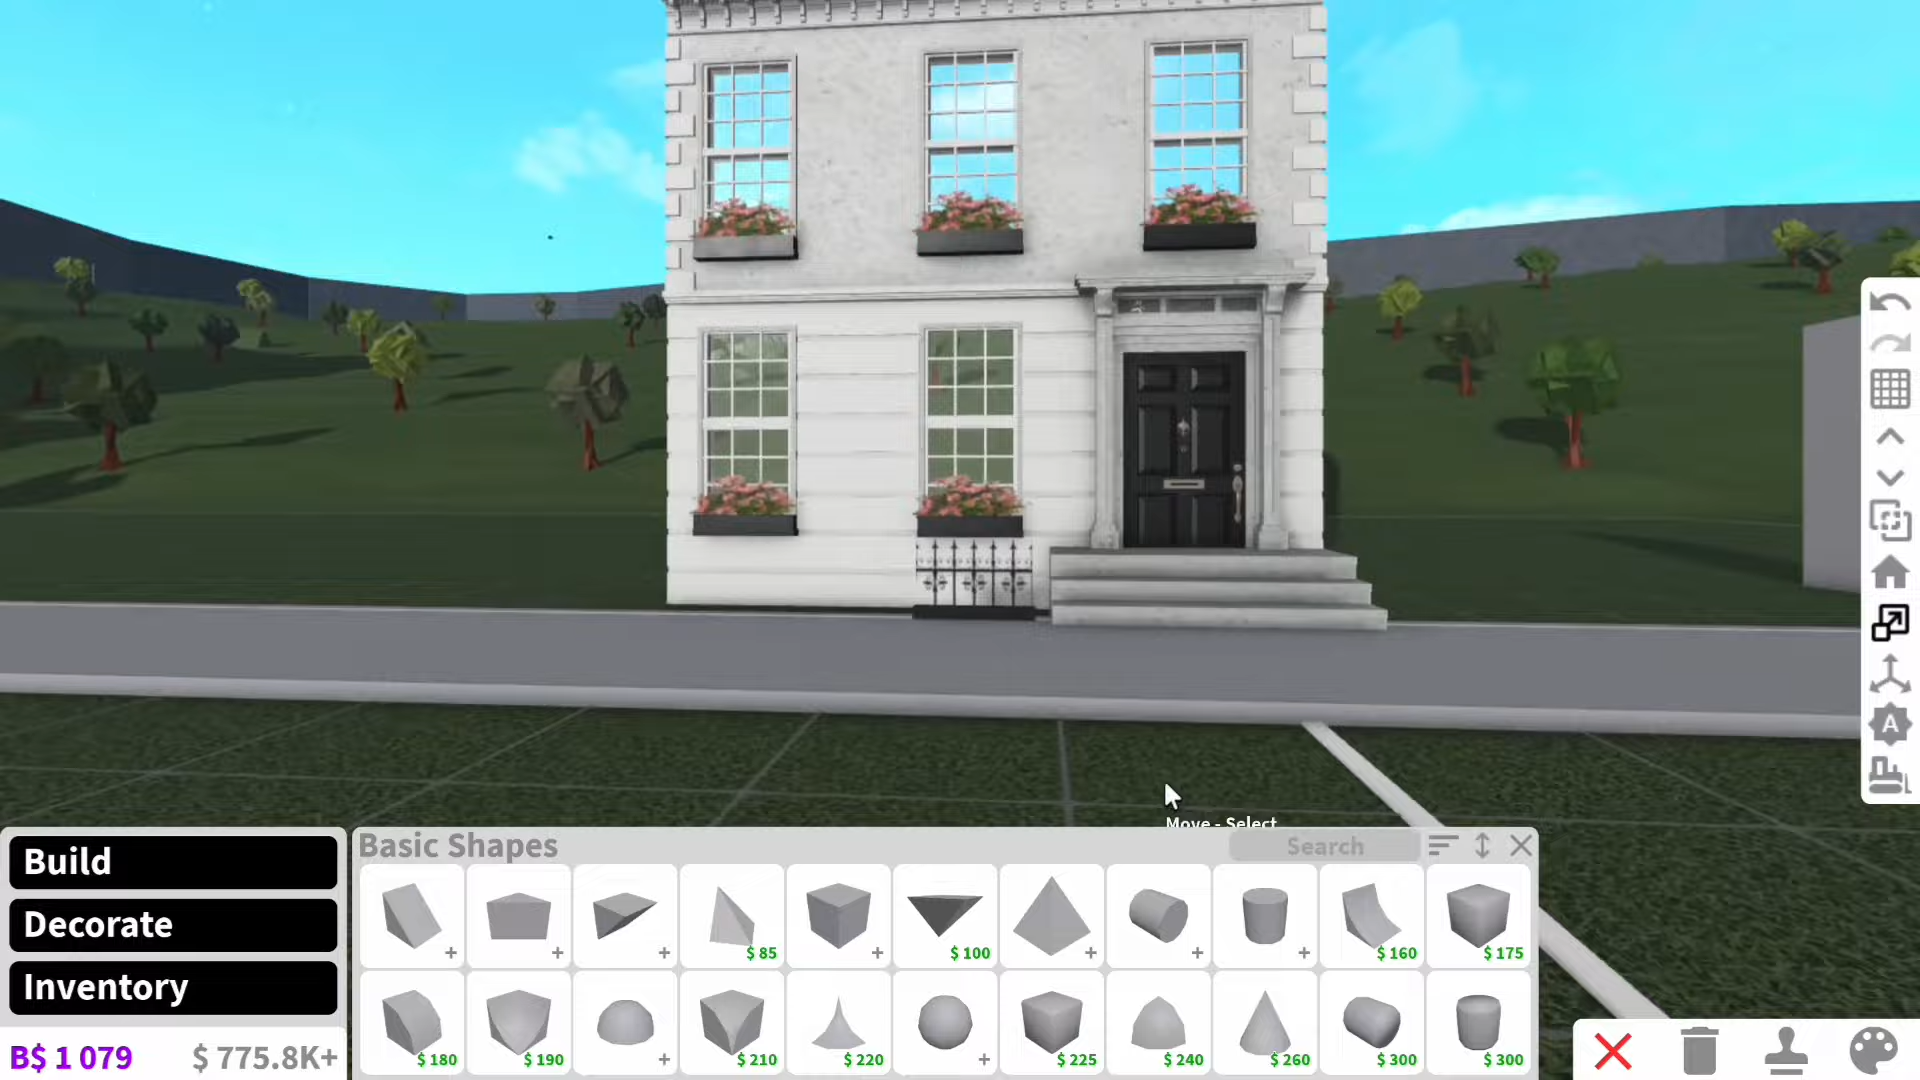 Move - Select
Build
Decorate
Inventory
B$ 1 079
$ 775.8K+
Basic Shapes
Search
+ + + $ 85 + $ 100 + + + $ 160 $ 175
$ 180 $ 190 + $ 210 $ 220 + $ 225 $ 240 $ 260 $ 300 $ 300
A